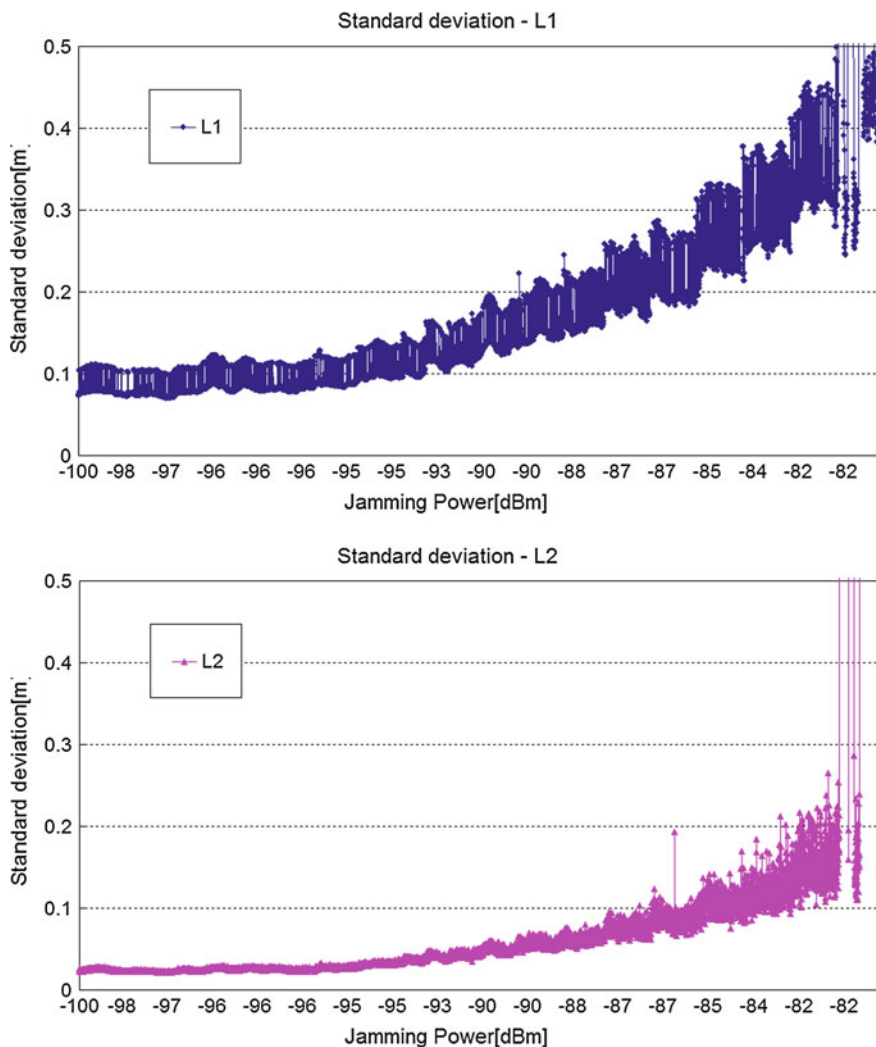 Standard deviation - L1
0.5
0.4
0.3
0.2
0.1
0
Standard deviation[m]
L1
-100 -98 -97 -96 -96 -96 -95 -95 -93 -90 -90 -88 -87 -87 -85 -84 -82 -82
Jamming Power[dBm]
Standard deviation - L2
0.5
0.4
0.3
0.2
0.1
0
Standard deviation[m]
L2
-100 -98 -97 -96 -96 -96 -95 -95 -93 -90 -90 -88 -87 -87 -85 -84 -82 -82
Jamming Power[dBm]